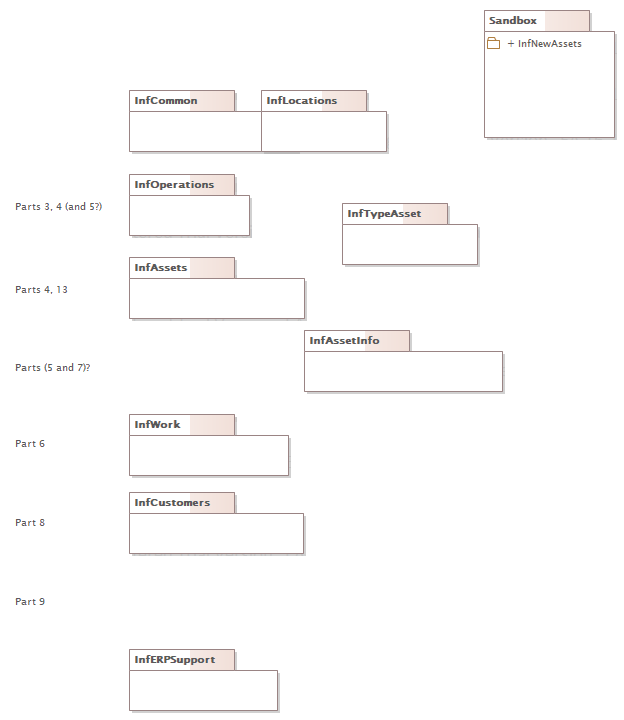 Sandbox
+ InfNewAssets
InfCommon
InfLocations
InfOperations
Parts 3, 4 (and 5?)
InfTypeAsset
InfAssets
Parts 4, 13
InfAssetInfo
Parts (5 and 7)?
InfWork
Part 6
InfCustomers
Part 8
Part 9
InfERPSupport